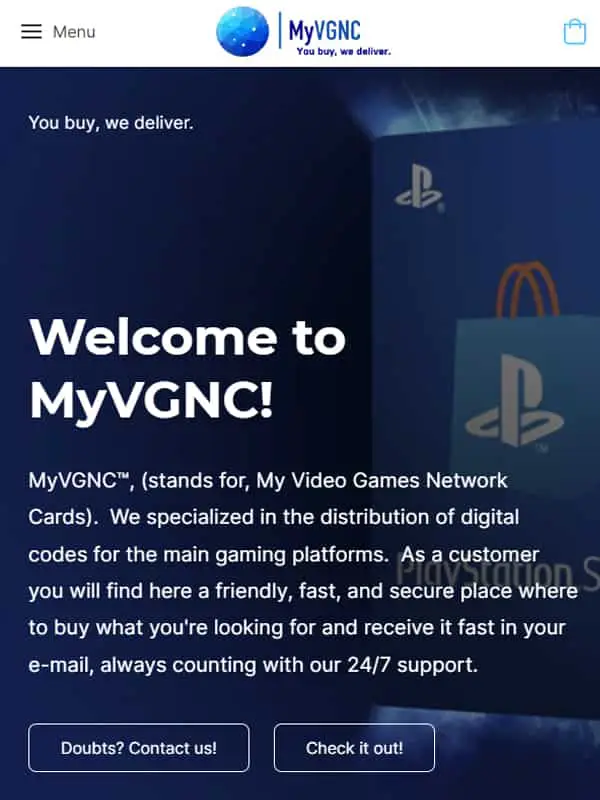 Menu
MyVGNC
You buy, we deliver.
You buy, we deliver.
Welcome to
MyVGNC!
MyVGNC™, (stands for, My Video Games Network
Cards).  We specialized in the distribution of digital
codes for the main gaming platforms.  As a customer
you will find here a friendly, fast, and secure place where
to buy what you're looking for and receive it fast in your
e-mail, always counting with our 24/7 support.
PlayStation S
Doubts? Contact us!
Check it out!